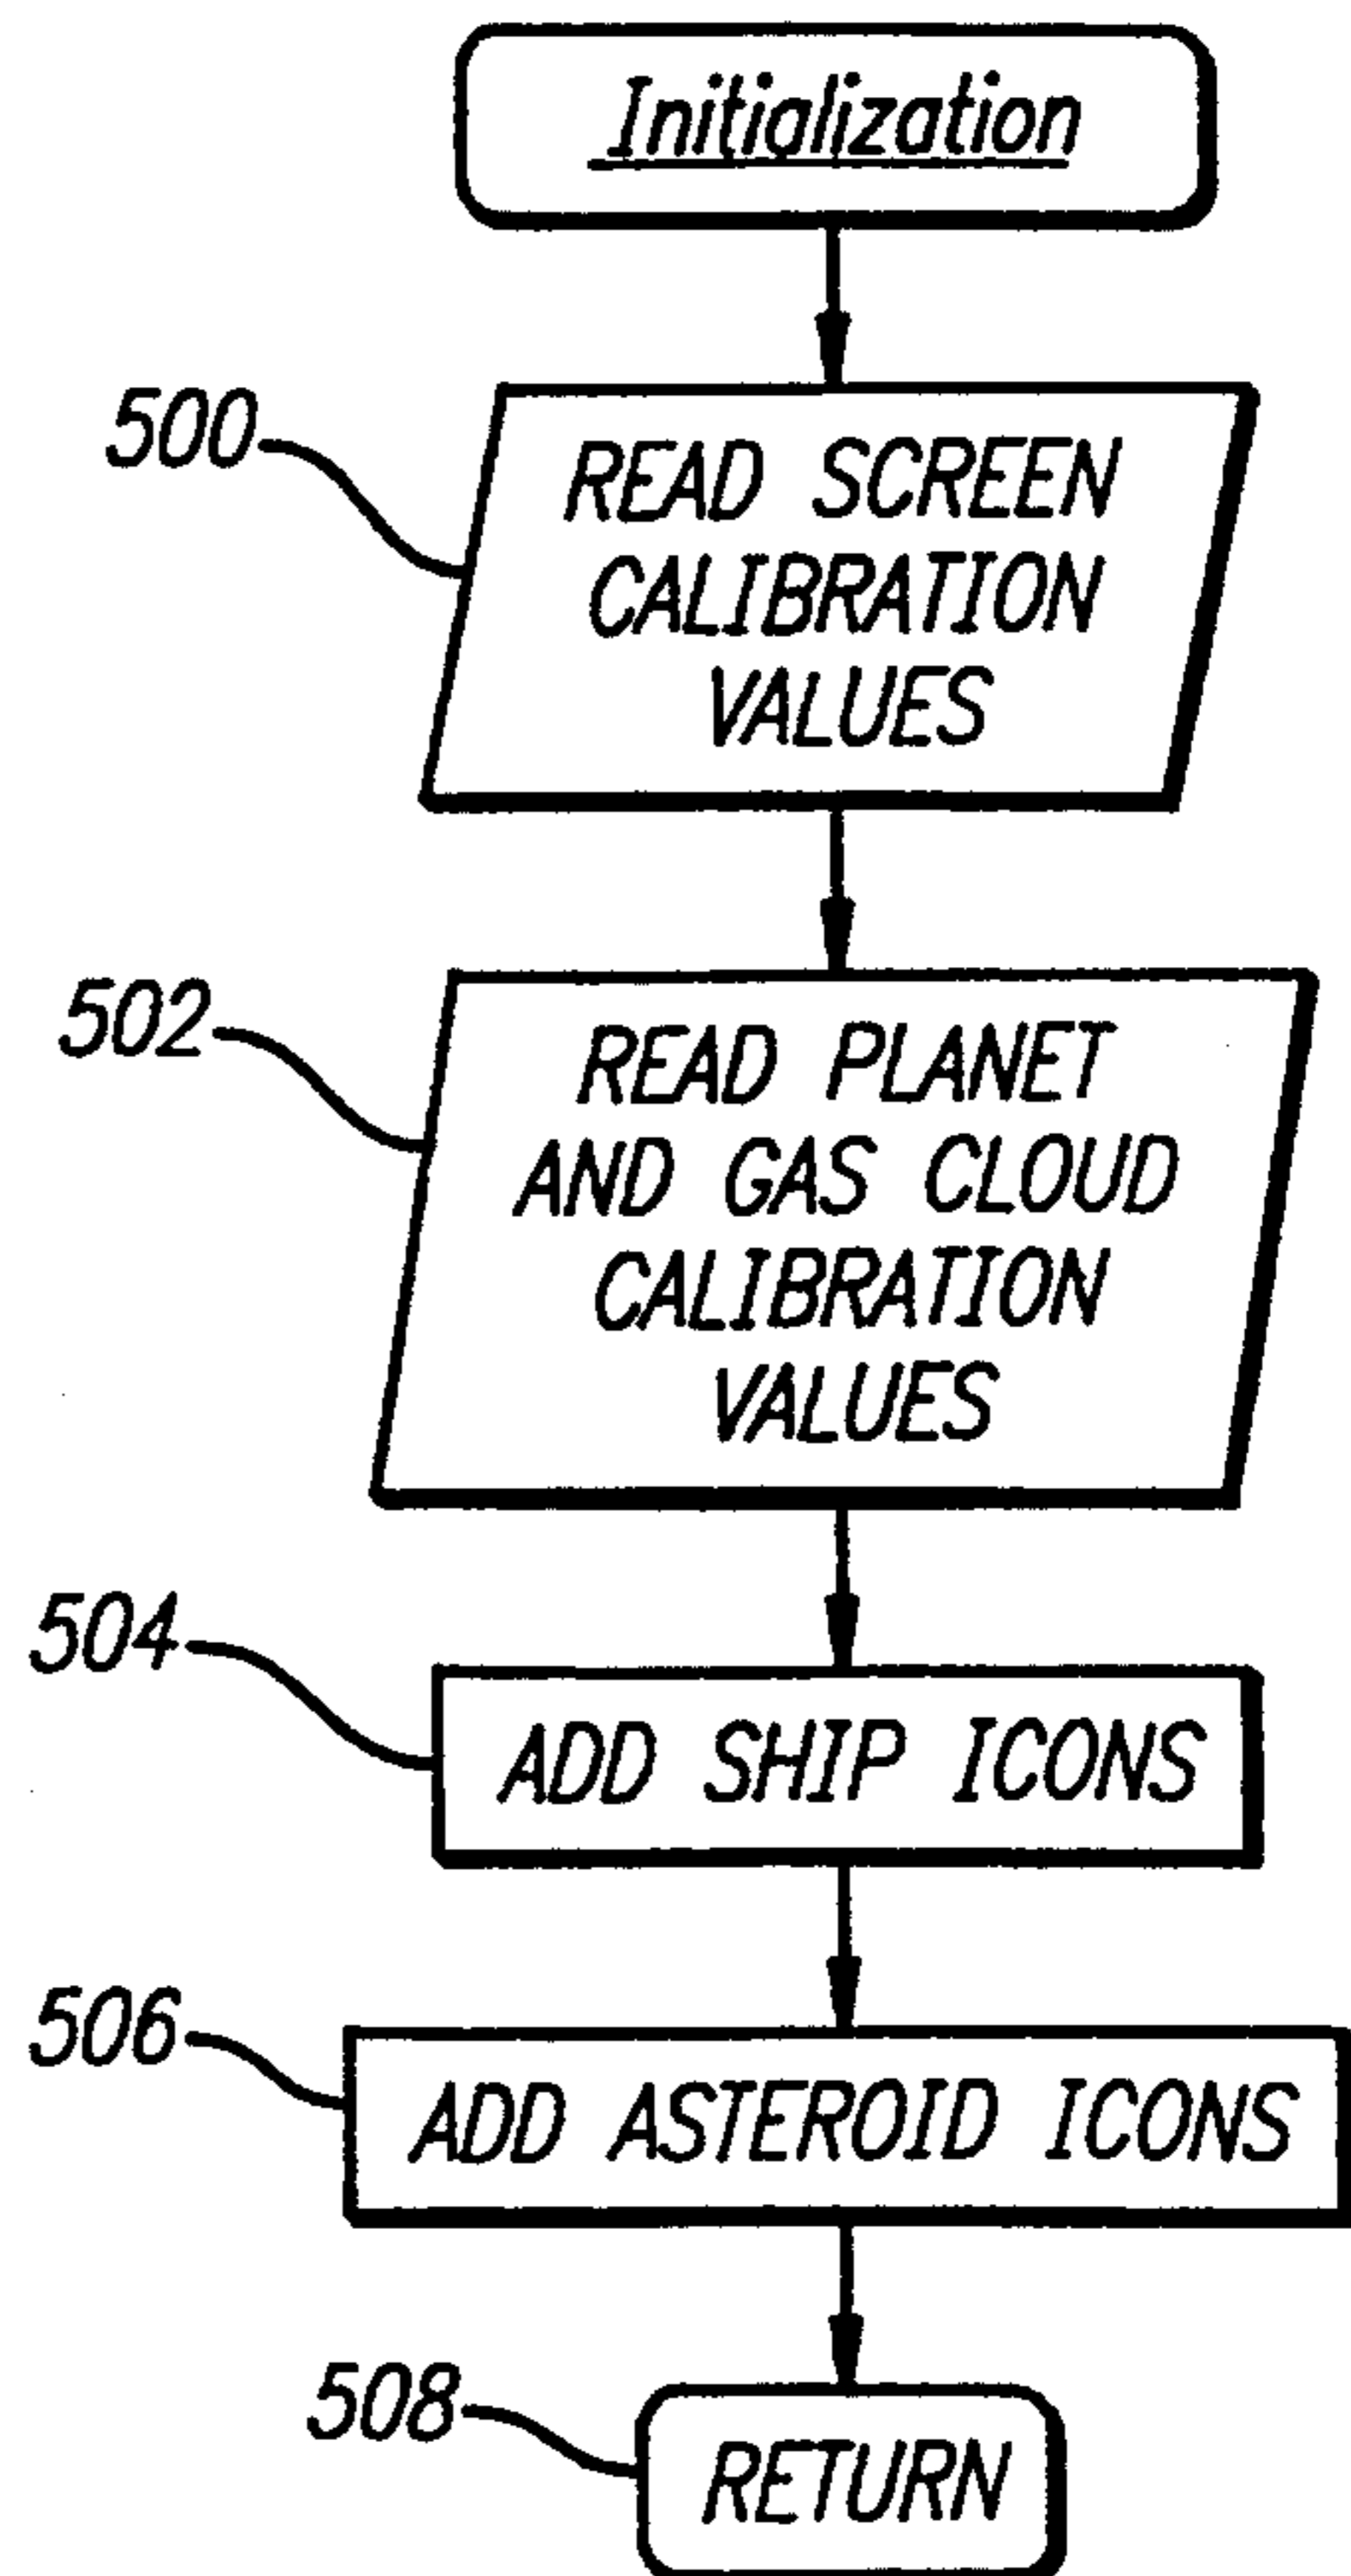 Initialization
500
READ SCREEN
CALIBRATION
VALUES
502
READ PLANET
AND GAS CLOUD
CALIBRATION
VALUES
504
ADD SHIP ICONS
506
ADD ASTEROID ICONS
508
RETURN